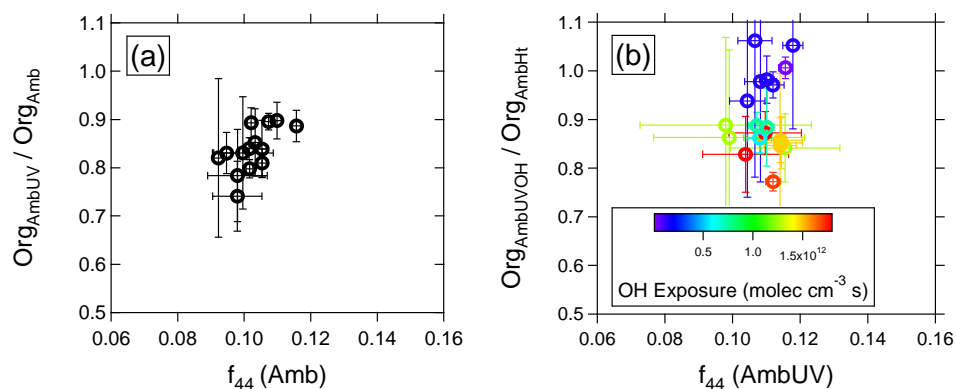 (a)
1.1
1.0
0.9
0.8
0.7
0.6
0.5
Org_AmbUV / Org_Amb
0.06 0.08 0.10 0.12 0.14 0.16
f_44 (Amb)
(b)
1.1
1.0
0.9
0.8
0.7
0.6
0.5
Org_AmbUVOH / Org_AmbHt
0.5 1.0 1.5x10^12
OH Exposure (molec cm^-3 s)
0.06 0.08 0.10 0.12 0.14 0.16
f_44 (AmbUV)